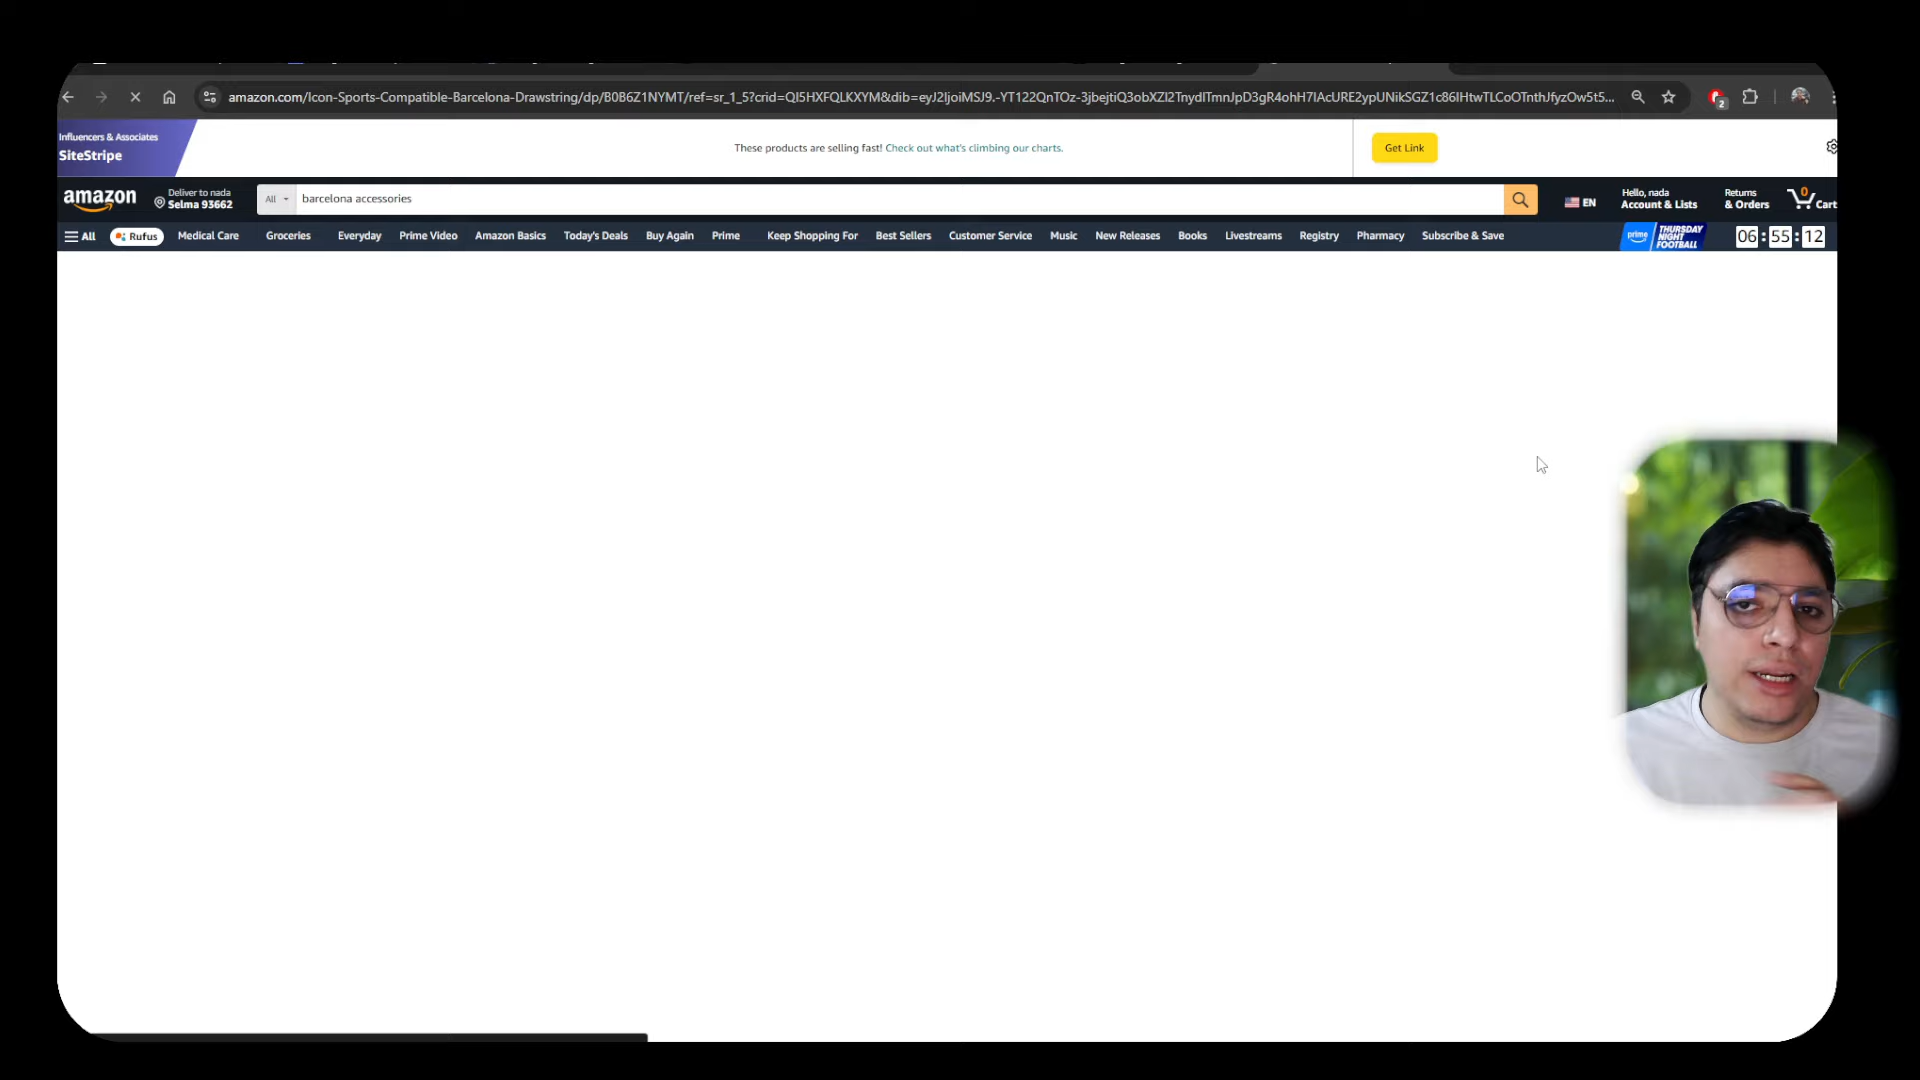 amazon.com/Icon-Sports-Compatible-Barcelona-Drawstring/dp/B0B6Z1NYMT/ref=sr_1_5?crid=QI5HXFQLKXYM&dib=
2
Influencers & Associates
SiteStripe
These products are selling fast! Check out what's climbing our charts.
Get Link
amazon
Deliver to nada
Selma 93662
All
barcelona accessories
EN
Hello, nada
Account & Lists
Returns
& Orders
0
Cart
All
Rufus
Medical Care
Groceries
Everyday
Prime Video
Amazon Basics
Today's Deals
Buy Again
Prime
Keep Shopping For
Best Sellers
Customer Service
Music
New Releases
Books
Livestreams
Registry
Pharmacy
Subscribe & Save
prime
THURSDAY
NIGHT
FOOTBALL
06 : 55 : 12